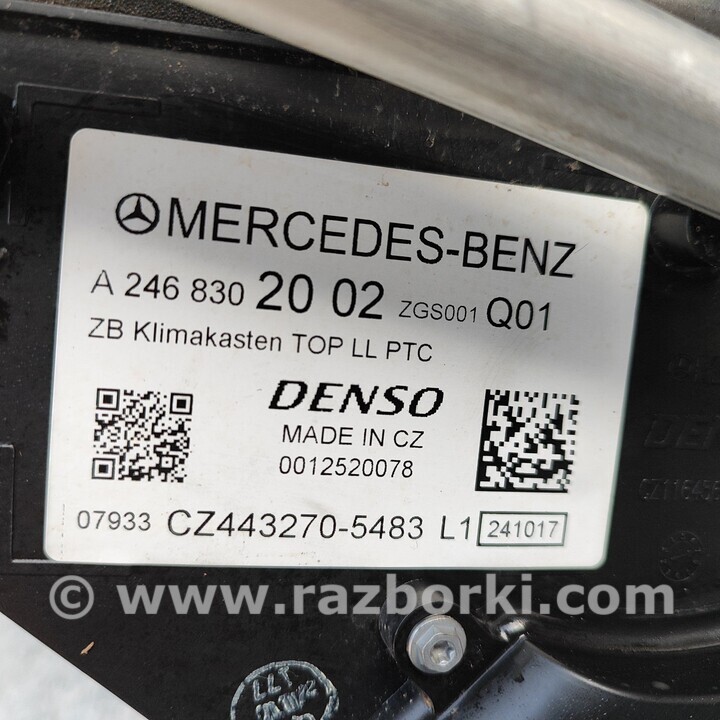 MERCEDES-BENZ
A 246 830 20 02 ZGS001 Q01
ZB Klimakasten TOP LL PTC
DENSO
MADE IN CZ
0012520078
07933 CZ443270-5483 L1 241017
© www.razborki.com
LLT